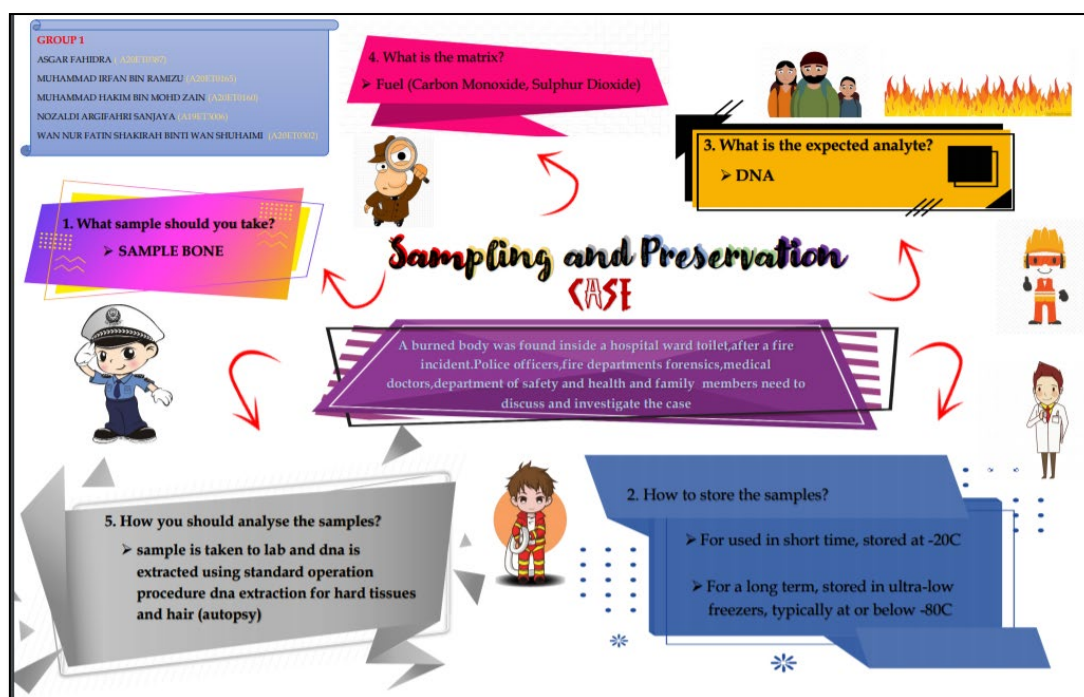 GROUP 1
ASGAR FAHIDRA (A20ET0307)
MUHAMMAD IRFAN BIN RAMIZU (A20ET0165)
MUHAMMAD HAKIM BIN MOHD ZAIN (A20ET0160)
NOZALDI ARGIFAHRI SANJAYA (A19ET3006)
WAN NUR FATIN SHAKIRAH BINTI WAN SHUHAIMI (A20ET0302)
4. What is the matrix?
➢ Fuel (Carbon Monoxide, Sulphur Dioxide)
3. What is the expected analyte?
➢ DNA
1. What sample should you take?
➢ SAMPLE BONE
Sampling and Preservation
CASE
A burned body was found inside a hospital ward toilet,after a fire
incident.Police officers,fire departments forensics,medical
doctors,department of safety and health and family members need to
discuss and investigate the case
5. How you should analyse the samples?
➢ sample is taken to lab and dna is
extracted using standard operation
procedure dna extraction for hard tissues
and hair (autopsy)
2. How to store the samples?
➢ For used in short time, stored at -20C
➢ For a long term, stored in ultra-low
freezers, typically at or below -80C